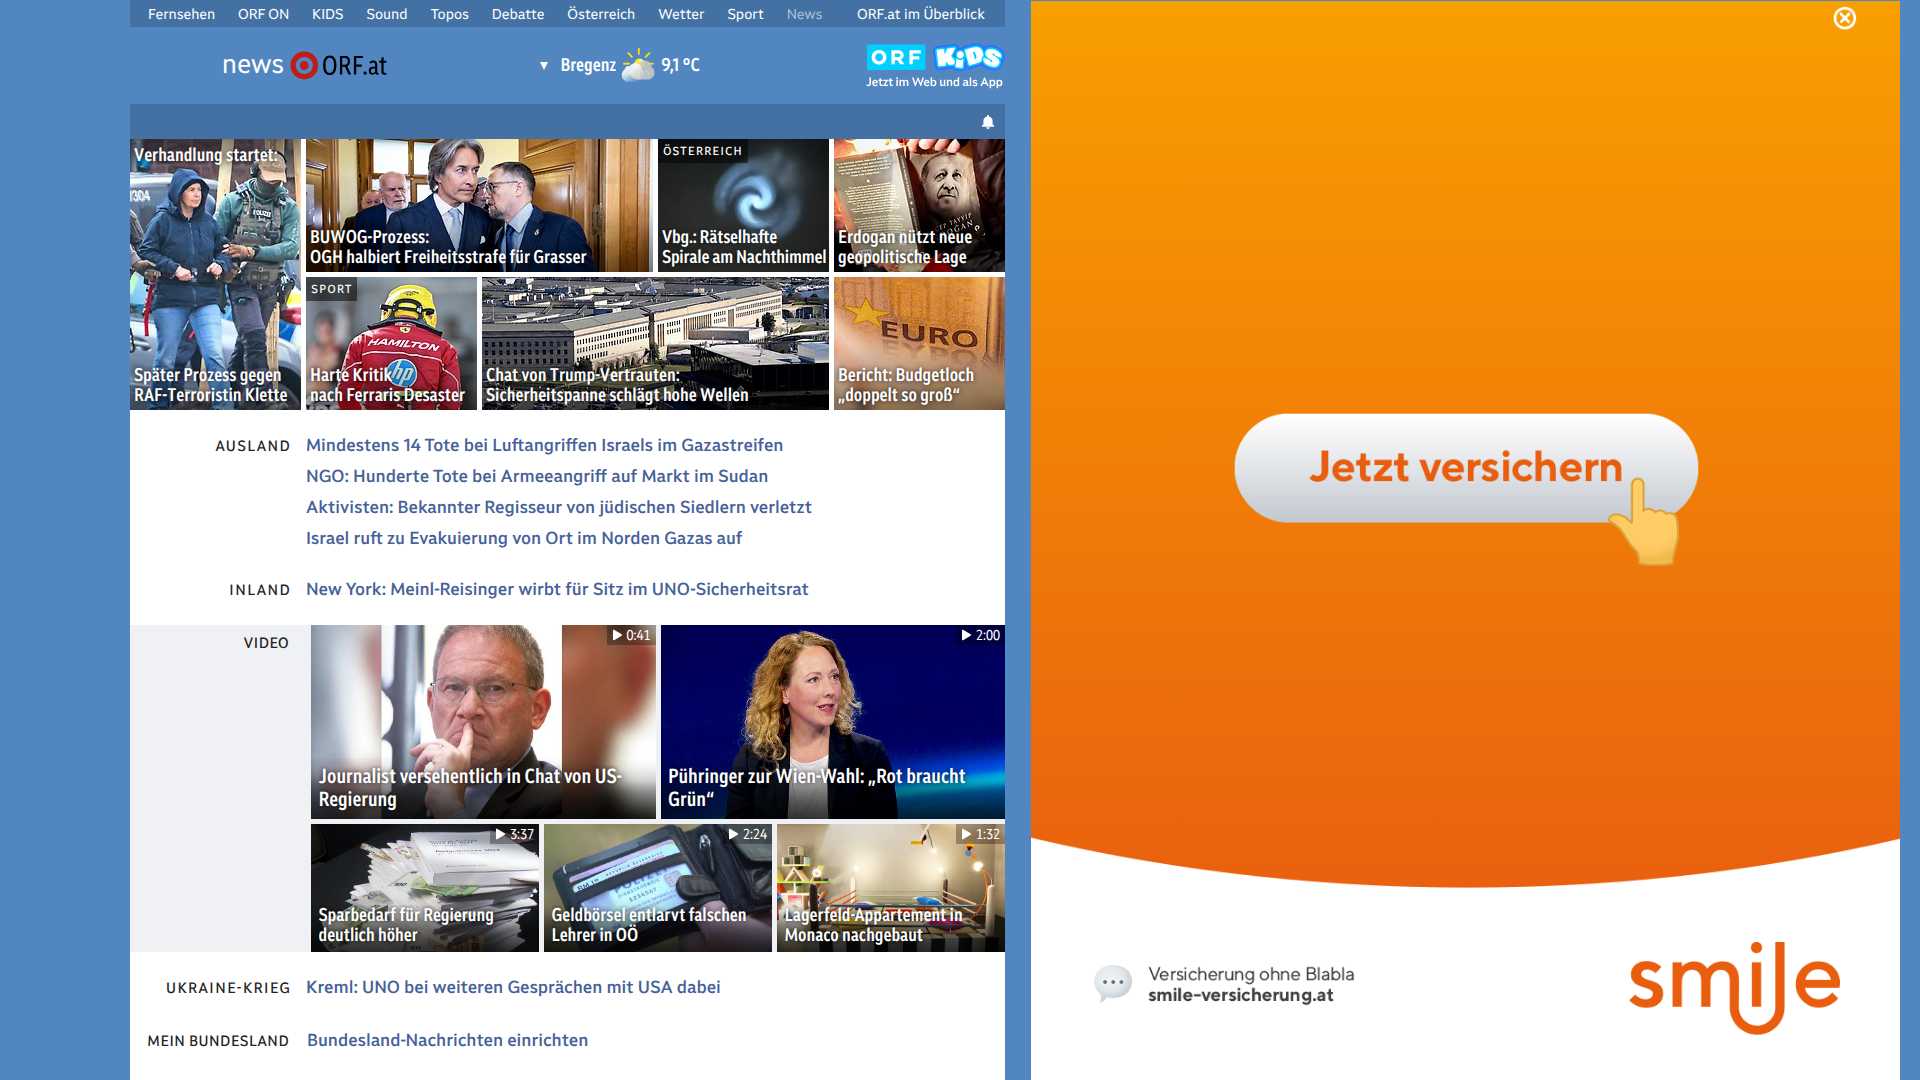 Fernsehen ORF ON KIDS Sound Topos Debatte Österreich Wetter Sport News ORF.at im Überblick
news ORF.at
Bregenz 9,1 °C
ORF KiDS
Jetzt im Web und als App
Verhandlung startet:
Später Prozess gegen
RAF-Terroristin Klette
BUWOG-Prozess:
OGH halbiert Freiheitsstrafe für Grasser
ÖSTERREICH
Vbg.: Rätselhafte
Spirale am Nachthimmel
Erdogan nützt neue
geopolitische Lage
SPORT
HAMILTON
hp
Harte Kritik
nach Ferraris Desaster
Chat von Trump-Vertrauten:
Sicherheitspanne schlägt hohe Wellen
EURO
Bericht: Budgetloch
„doppelt so groß“
AUSLAND
Mindestens 14 Tote bei Luftangriffen Israels im Gazastreifen
NGO: Hunderte Tote bei Armeeangriff auf Markt im Sudan
Aktivisten: Bekannter Regisseur von jüdischen Siedlern verletzt
Israel ruft zu Evakuierung von Ort im Norden Gazas auf
INLAND
New York: Meinl-Reisinger wirbt für Sitz im UNO-Sicherheitsrat
VIDEO
0:41
Journalist versehentlich in Chat von US-
Regierung
2:00
Pühringer zur Wien-Wahl: „Rot braucht
Grün“
3:37
Sparbedarf für Regierung
deutlich höher
2:24
Geldbörsel entlarvt falschen
Lehrer in OÖ
1:32
Lagerfeld-Appartement in
Monaco nachgebaut
UKRAINE-KRIEG
Kreml: UNO bei weiteren Gesprächen mit USA dabei
MEIN BUNDESLAND
Bundesland-Nachrichten einrichten
Jetzt versichern
Versicherung ohne Blabla
smile-versicherung.at
smile